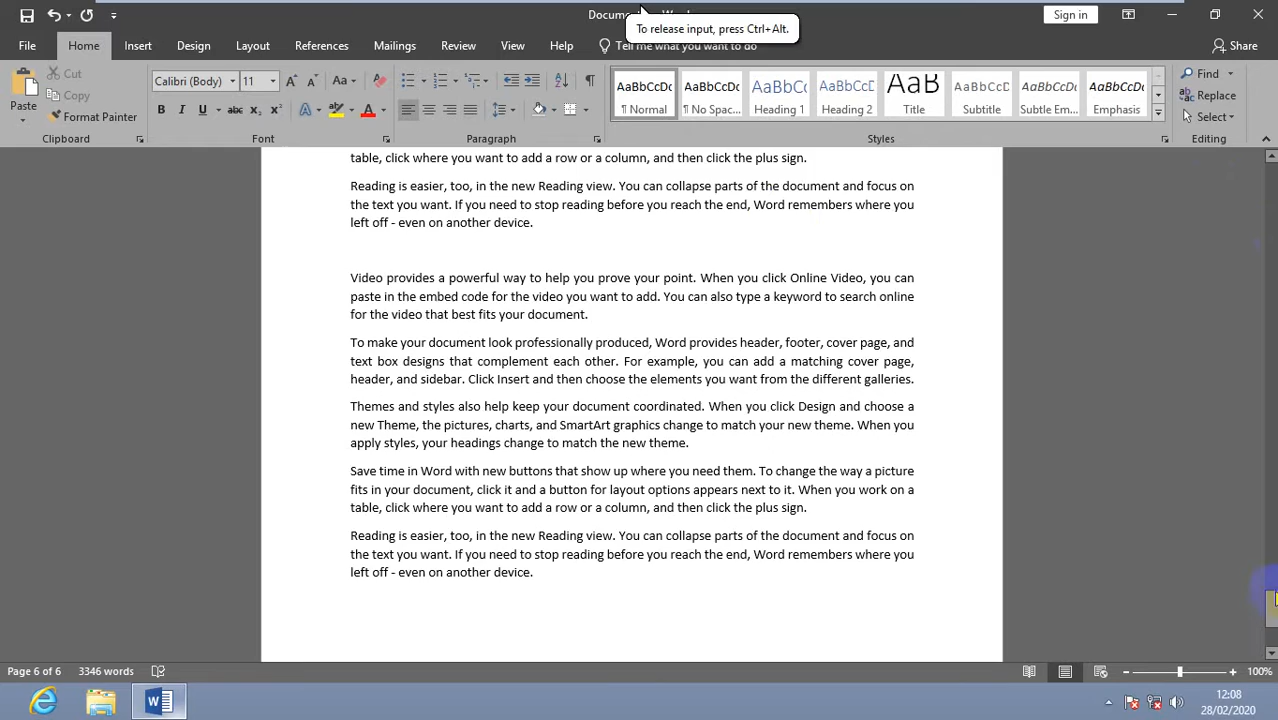 Docum
To release input, press Ctrl+Alt.
Sign in
File Home Insert Design Layout References Mailings Review View Help Tell me what you want to do Share
Paste Cut Copy Format Painter
Calibri (Body) 11
AaBbCcDc ¶ Normal
AaBbCcDc ¶ No Spac...
AaBbCc Heading 1
AaBbCcD Heading 2
AaB Title
AaBbCcD Subtitle
AaBbCcDc Subtle Em...
AaBbCcDc Emphasis
Find
Replace
Select
Clipboard Font Paragraph Styles Editing
table, click where you want to add a row or a column, and then click the plus sign.
Reading is easier, too, in the new Reading view. You can collapse parts of the document and focus on
the text you want. If you need to stop reading before you reach the end, Word remembers where you
left off - even on another device.
Video provides a powerful way to help you prove your point. When you click Online Video, you can
paste in the embed code for the video you want to add. You can also type a keyword to search online
for the video that best fits your document.
To make your document look professionally produced, Word provides header, footer, cover page, and
text box designs that complement each other. For example, you can add a matching cover page,
header, and sidebar. Click Insert and then choose the elements you want from the different galleries.
Themes and styles also help keep your document coordinated. When you click Design and choose a
new Theme, the pictures, charts, and SmartArt graphics change to match your new theme. When you
apply styles, your headings change to match the new theme.
Save time in Word with new buttons that show up where you need them. To change the way a picture
fits in your document, click it and a button for layout options appears next to it. When you work on a
table, click where you want to add a row or a column, and then click the plus sign.
Reading is easier, too, in the new Reading view. You can collapse parts of the document and focus on
the text you want. If you need to stop reading before you reach the end, Word remembers where you
left off - even on another device.
Page 6 of 6 3346 words 100%
12:08
28/02/2020